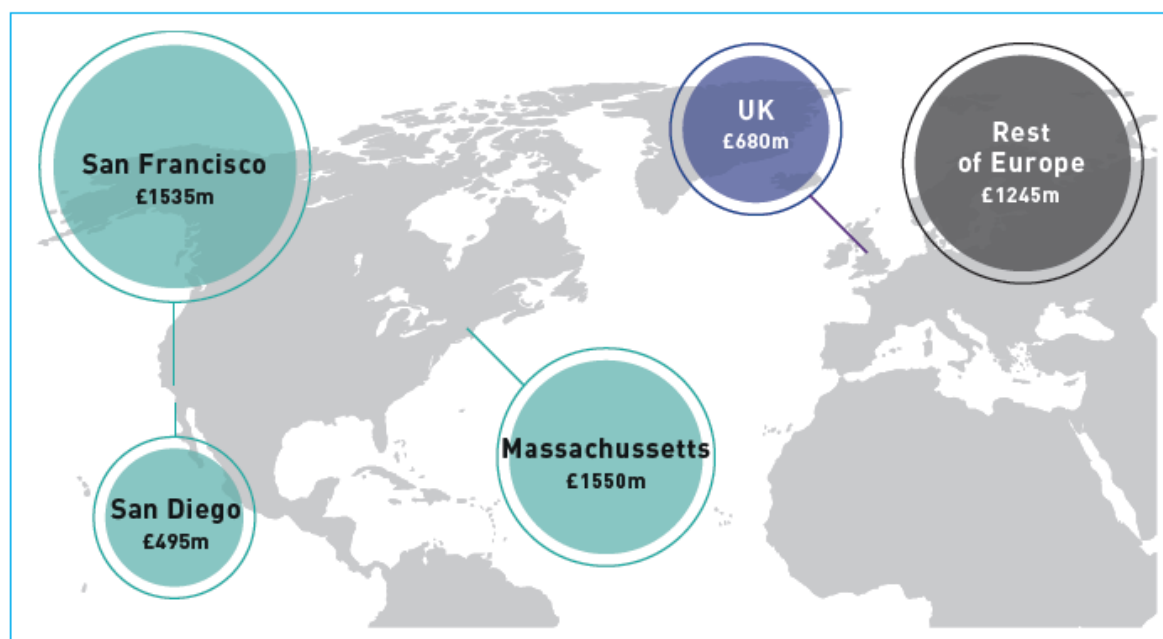 San Francisco
£1535m
UK
£680m
Rest
of Europe
£1245m
Massachussetts
£1550m
San Diego
£495m